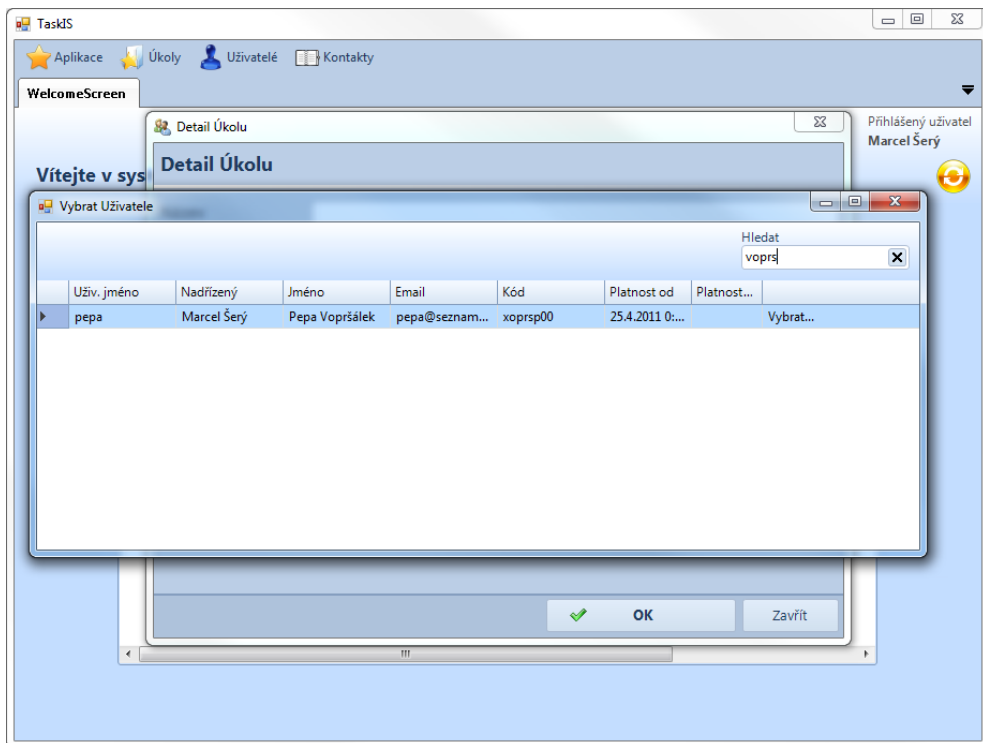 TaskIS
Aplikace Úkoly Uživatelé Kontakty
WelcomeScreen
Detail Úkolu
Přihlášený uživatel
Marcel Šerý
Detail Úkolu
Vítejte v sys
Vybrat Uživatele
Hledat
voprs
Uživ. jméno Nadřízený Jméno Email Kód Platnost od Platnost...
pepa Marcel Šerý Pepa Vopršálek pepa@seznam... xoprsp00 25.4.2011 0:... Vybrat...
OK Zavřít